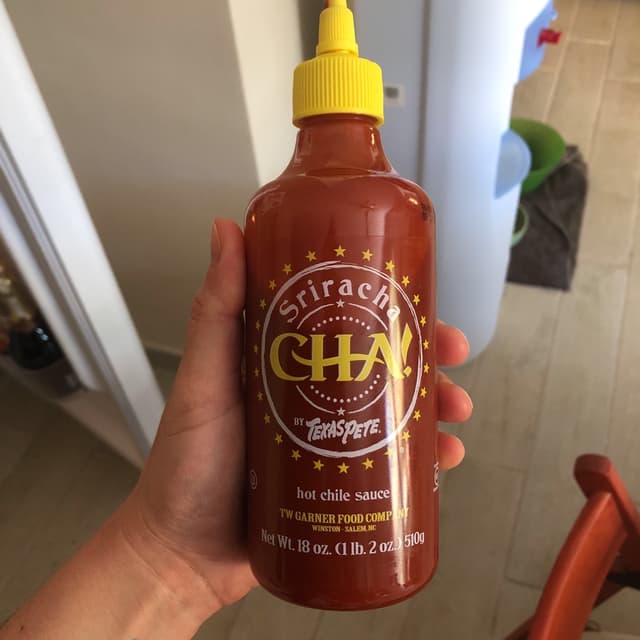 Sriracha
CHA!
BY TEXAS PETE.
hot chile sauce
TW GARNER FOOD COMPANY
WINSTON-SALEM, NC
Net Wt. 18 oz. (1 lb. 2 oz.) 510g